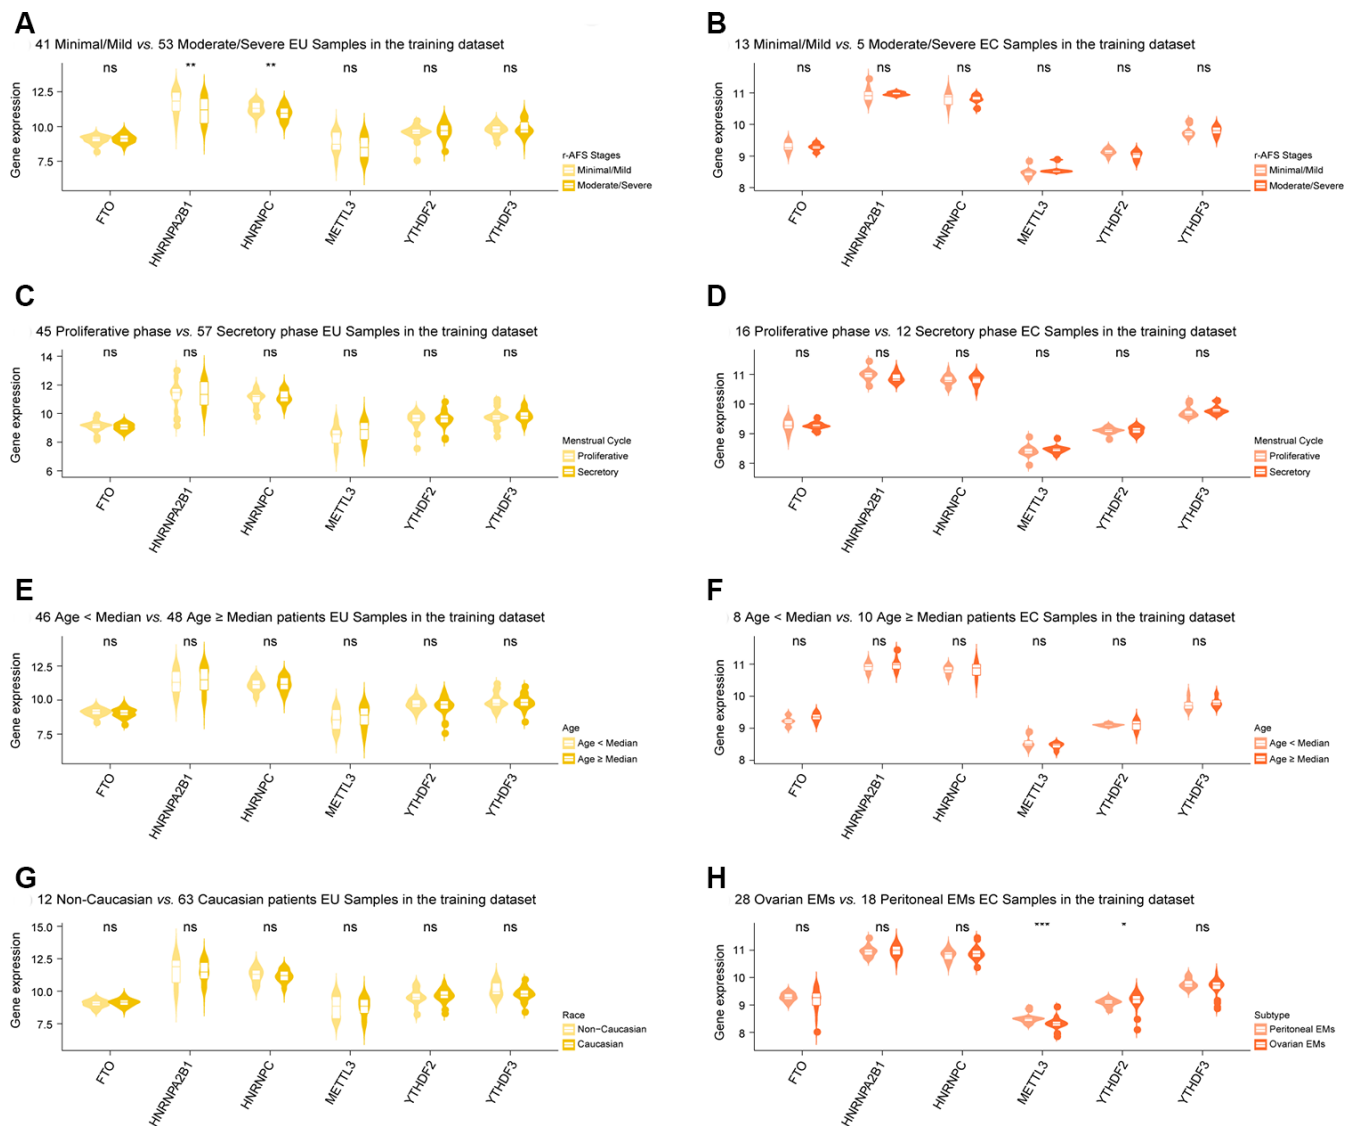 A
41 Minimal/Mild vs. 53 Moderate/Severe EU Samples in the training dataset
ns ** ** ns ns ns
Gene expression
12.5
10.0
7.5
r-AFS Stages
Minimal/Mild
Moderate/Severe
FTO HNRNPA2B1 HNRNPC METTL3 YTHDF2 YTHDF3
B
13 Minimal/Mild vs. 5 Moderate/Severe EC Samples in the training dataset
ns ns ns ns ns ns
Gene expression
11
10
9
8
r-AFS Stages
Minimal/Mild
Moderate/Severe
FTO HNRNPA2B1 HNRNPC METTL3 YTHDF2 YTHDF3
C
45 Proliferative phase vs. 57 Secretory phase EU Samples in the training dataset
ns ns ns ns ns ns
Gene expression
14
12
10
8
6
Menstrual Cycle
Proliferative
Secretory
FTO HNRNPA2B1 HNRNPC METTL3 YTHDF2 YTHDF3
D
16 Proliferative phase vs. 12 Secretory phase EC Samples in the training dataset
ns ns ns ns ns ns
Gene expression
11
10
9
8
Menstrual Cycle
Proliferative
Secretory
FTO HNRNPA2B1 HNRNPC METTL3 YTHDF2 YTHDF3
E
46 Age < Median vs. 48 Age ≥ Median patients EU Samples in the training dataset
ns ns ns ns ns ns
Gene expression
12.5
10.0
7.5
Age
Age < Median
Age ≥ Median
FTO HNRNPA2B1 HNRNPC METTL3 YTHDF2 YTHDF3
F
8 Age < Median vs. 10 Age ≥ Median patients EC Samples in the training dataset
ns ns ns ns ns ns
Gene expression
11
10
9
8
Age
Age < Median
Age ≥ Median
FTO HNRNPA2B1 HNRNPC METTL3 YTHDF2 YTHDF3
G
12 Non-Caucasian vs. 63 Caucasian patients EU Samples in the training dataset
ns ns ns ns ns ns
Gene expression
15.0
12.5
10.0
7.5
Race
Non−Caucasian
Caucasian
FTO HNRNPA2B1 HNRNPC METTL3 YTHDF2 YTHDF3
H
28 Ovarian EMs vs. 18 Peritoneal EMs EC Samples in the training dataset
ns ns ns *** * ns
Gene expression
11
10
9
8
Subtype
Peritoneal EMs
Ovarian EMs
FTO HNRNPA2B1 HNRNPC METTL3 YTHDF2 YTHDF3